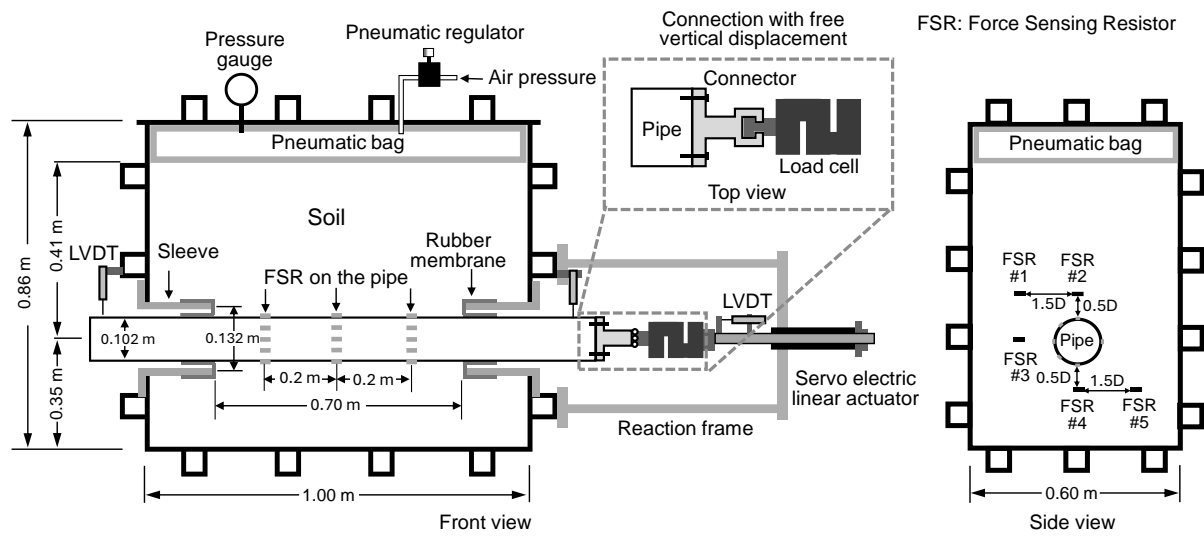 Connection with free
vertical displacement
FSR: Force Sensing Resistor
Pneumatic regulator
Pressure
gauge
Air pressure
Connector
Pipe
Load cell
Top view
Pneumatic bag
Pneumatic bag
Soil
0.86 m
0.41 m
0.35 m
LVDT
Sleeve
FSR on the pipe
Rubber
membrane
LVDT
0.102 m
0.132 m
0.2 m
0.2 m
0.70 m
Servo electric
linear actuator
Reaction frame
1.00 m
Front view
FSR
#1
FSR
#2
1.5D
0.5D
Pipe
FSR
#3
0.5D
1.5D
FSR
#4
FSR
#5
0.60 m
Side view